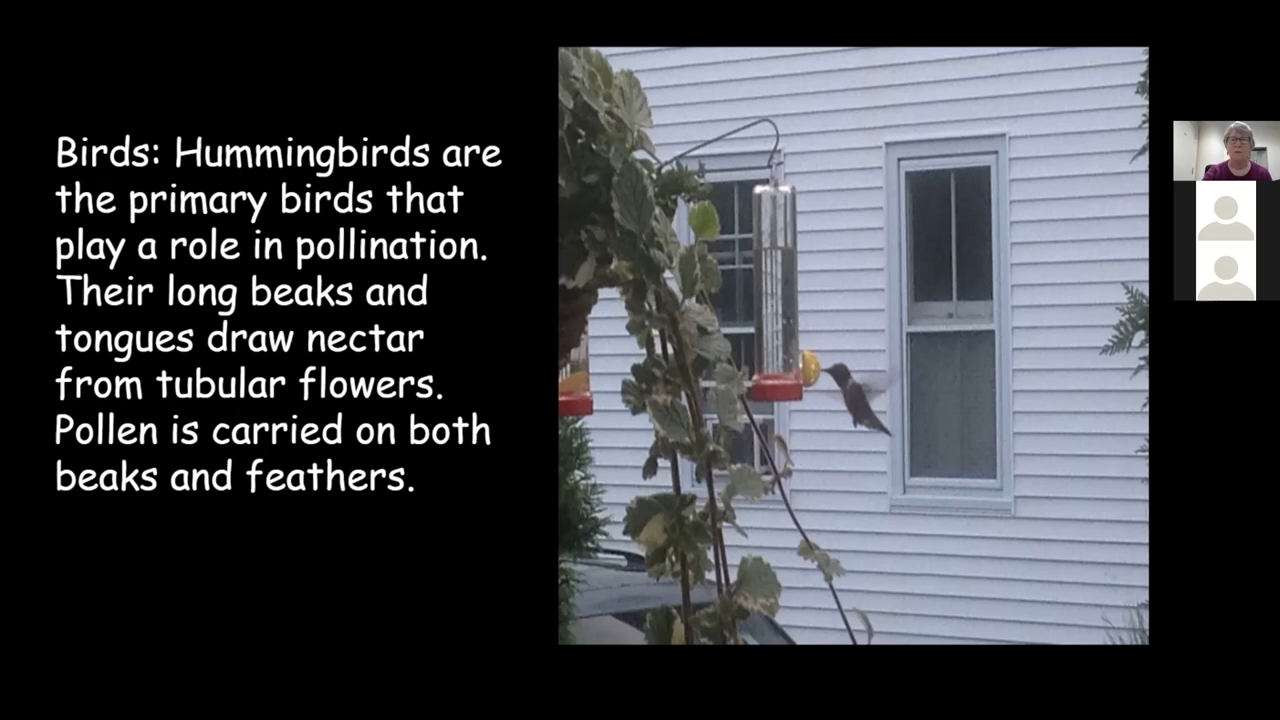 Birds: Hummingbirds are
the primary birds that
play a role in pollination.
Their long beaks and
tongues draw nectar
from tubular flowers.
Pollen is carried on both
beaks and feathers.